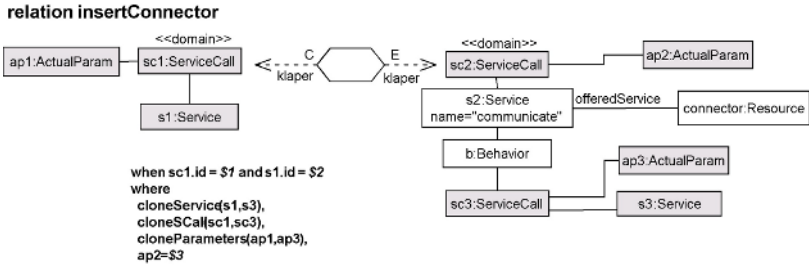 relation insertConnector
<<domain>>
ap1:ActualParam
sc1:ServiceCall
s1:Service
C
E
klaper
klaper
<<domain>>
sc2:ServiceCall
ap2:ActualParam
s2:Service
name="communicate"
offeredService
connector:Resource
b:Behavior
ap3:ActualParam
sc3:ServiceCall
s3:Service
when sc1.id = $1 and s1.id = $2
where
cloneService(s1,s3),
cloneSCall(sc1,sc3),
cloneParameters(ap1,ap3),
ap2=$3